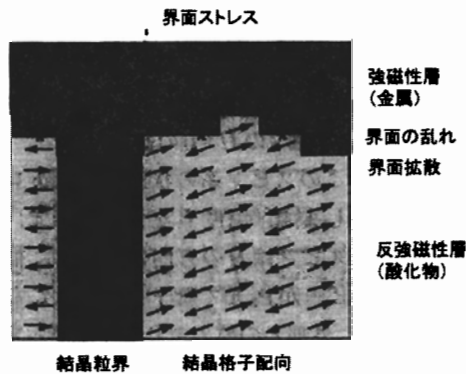 界面ストレス
強磁性層
(金属)
界面の乱れ
界面拡散
反強磁性層
(酸化物)
結晶粒界
結晶格子配向